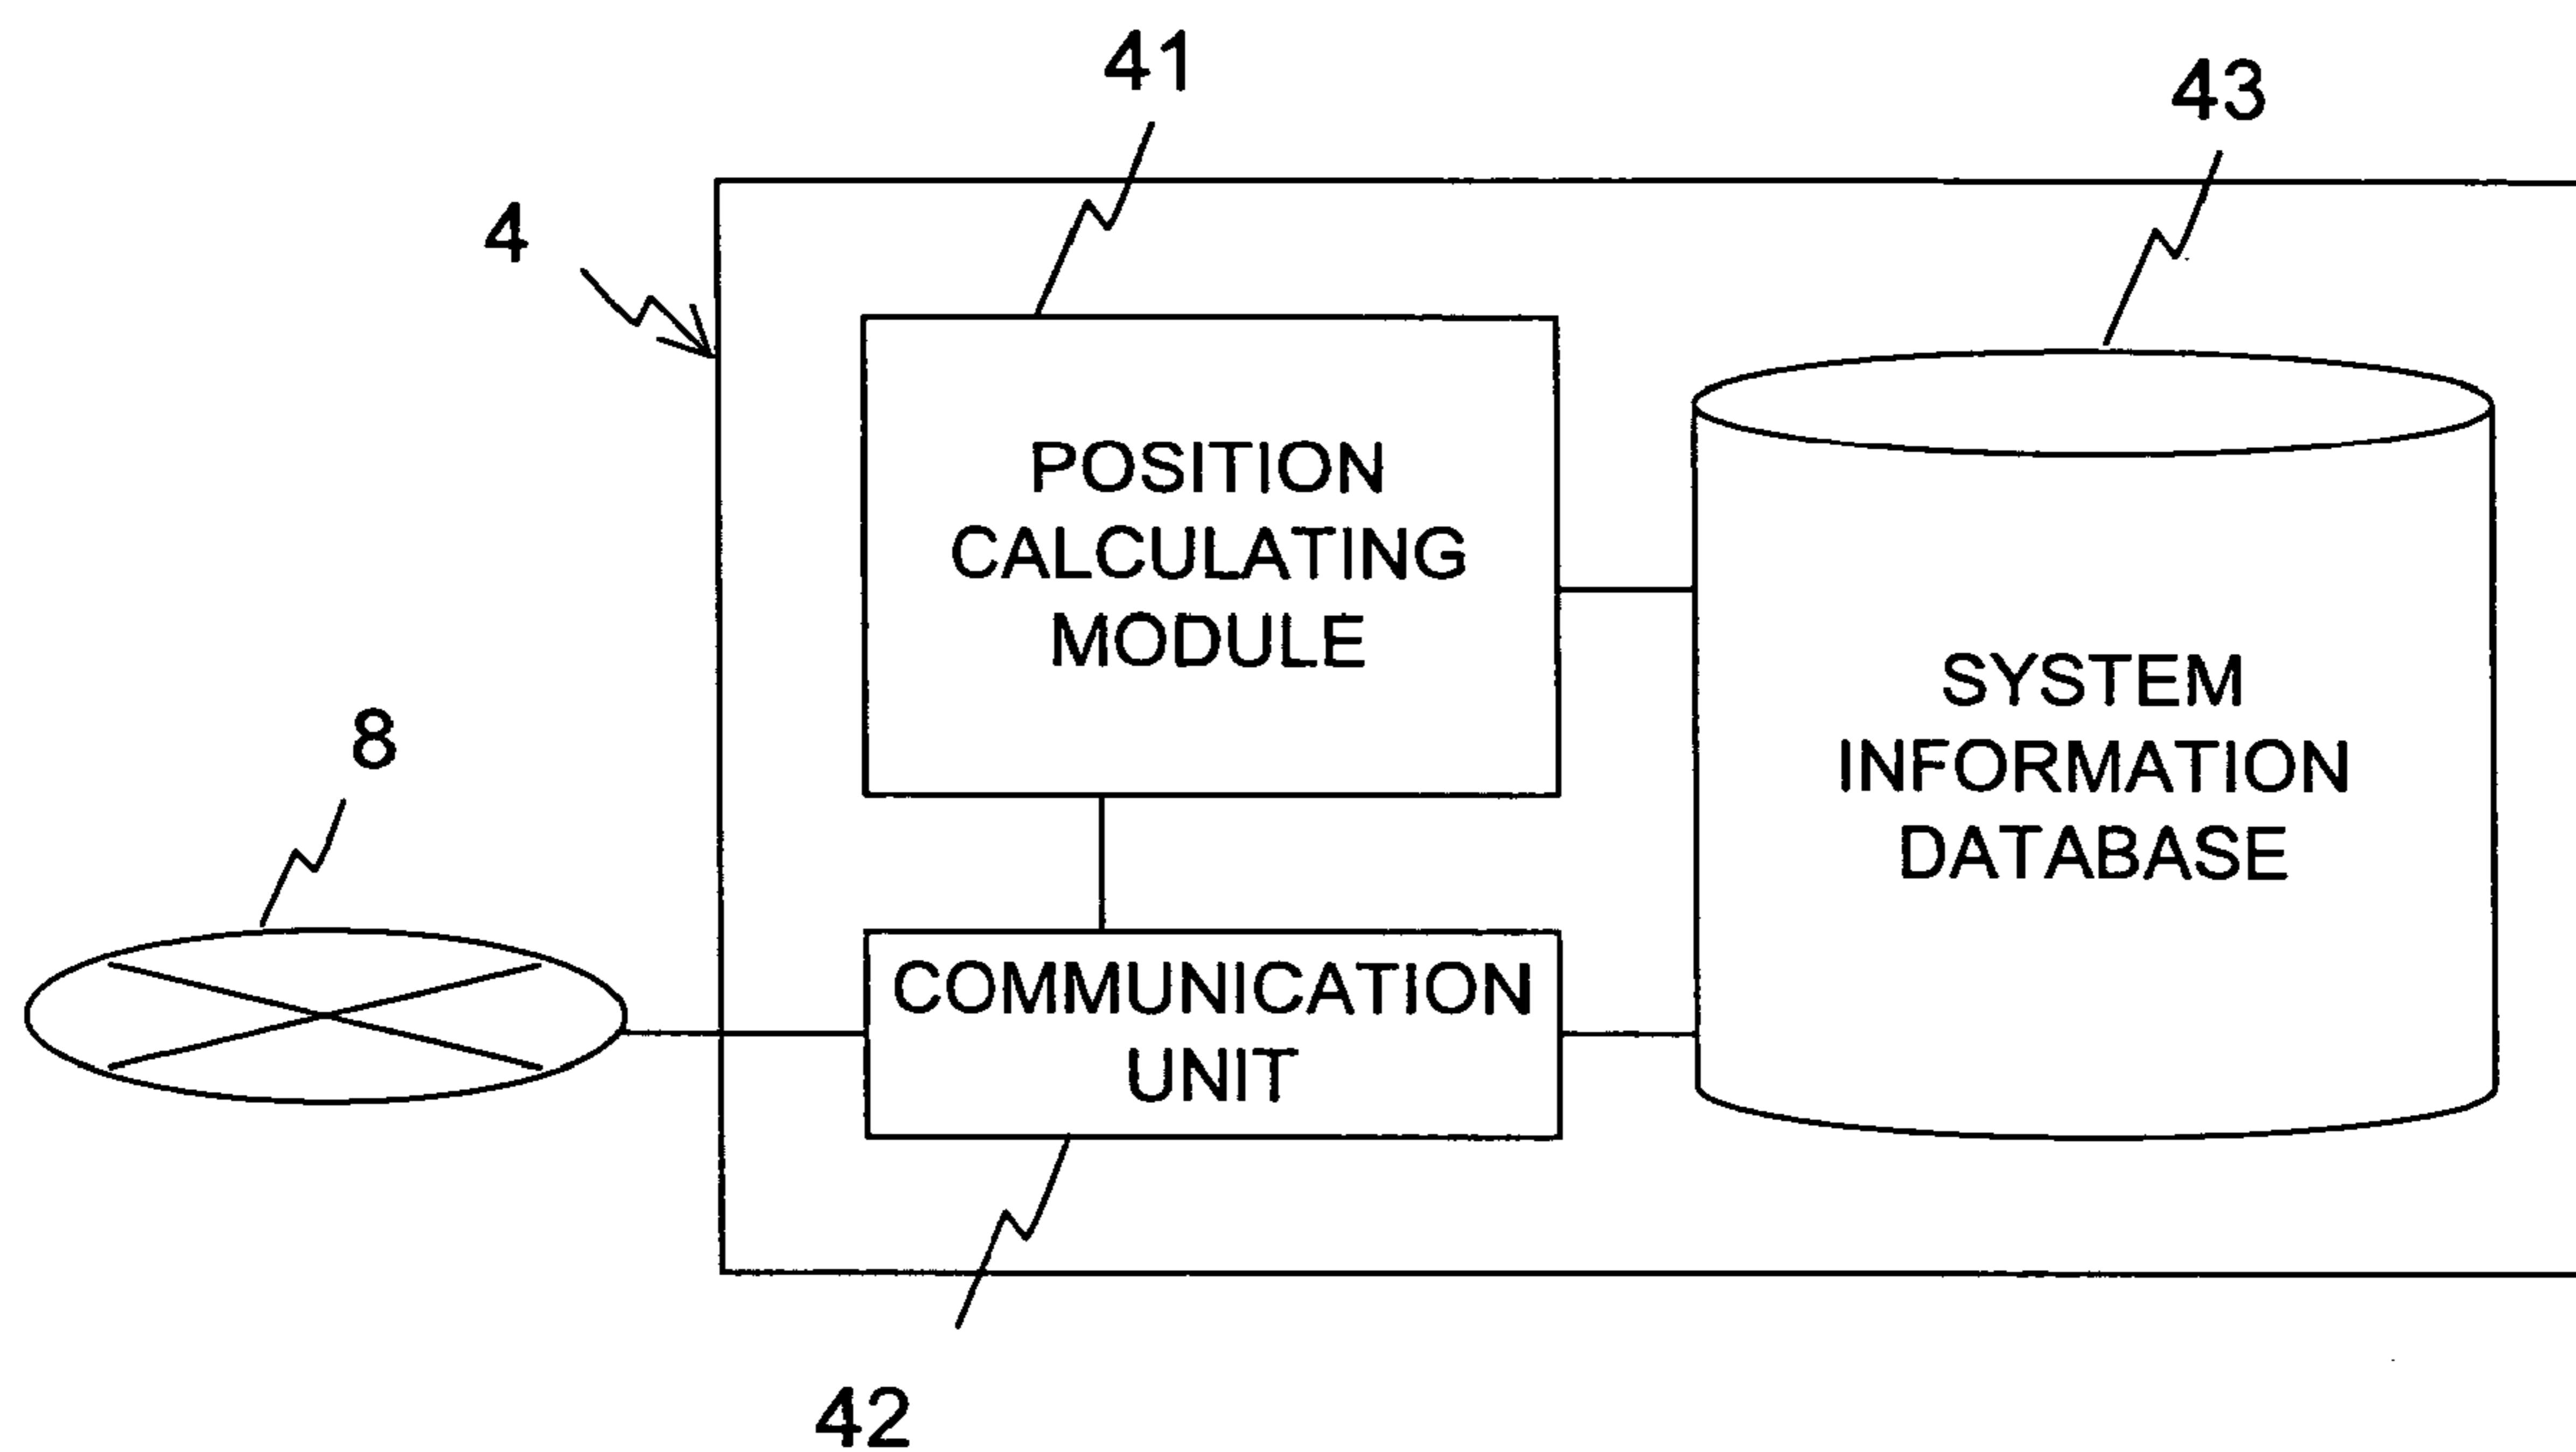 41
43
4
POSITION
CALCULATING
MODULE
SYSTEM
INFORMATION
DATABASE
8
COMMUNICATION
UNIT
42